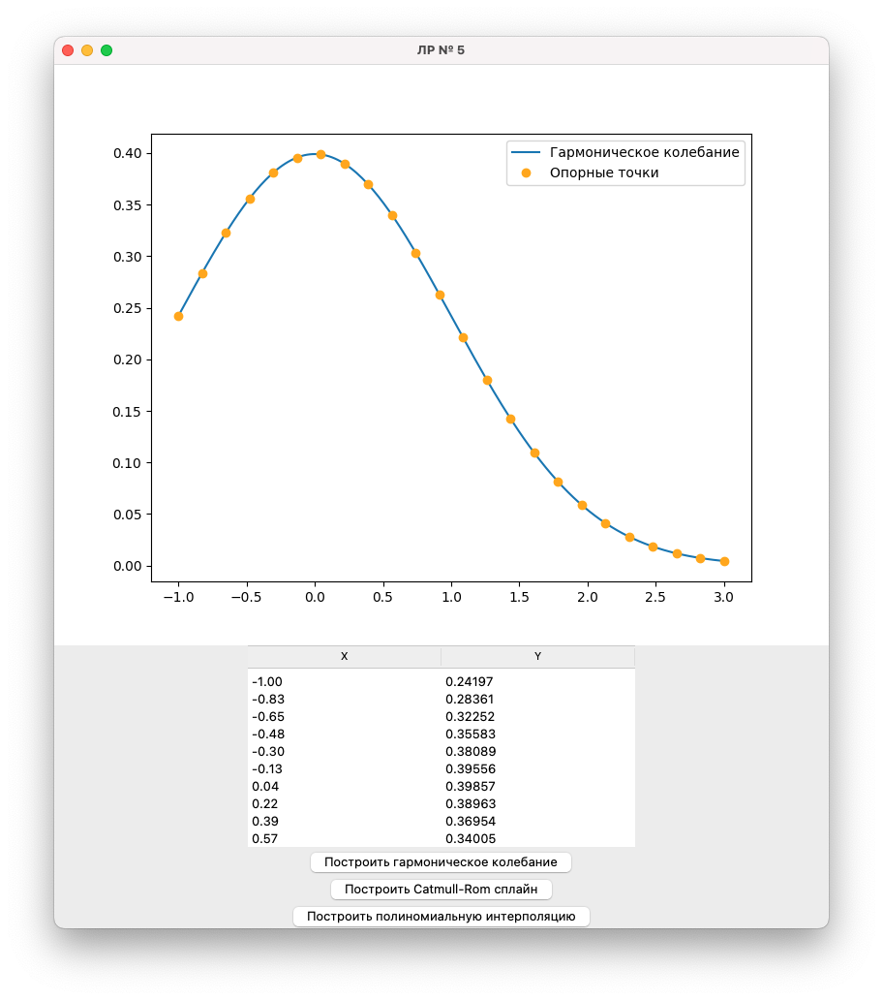 ЛР № 5
Гармоническое колебание
Опорные точки
0.40
0.35
0.30
0.25
0.20
0.15
0.10
0.05
0.00
−1.0 −0.5 0.0 0.5 1.0 1.5 2.0 2.5 3.0
X Y
-1.00 0.24197
-0.83 0.28361
-0.65 0.32252
-0.48 0.35583
-0.30 0.38089
-0.13 0.39556
0.04 0.39857
0.22 0.38963
0.39 0.36954
0.57 0.34005
Построить гармоническое колебание
Построить Catmull-Rom сплайн
Построить полиномиальную интерполяцию